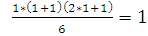 1*(1+1)(2*1+1)/6 = 1